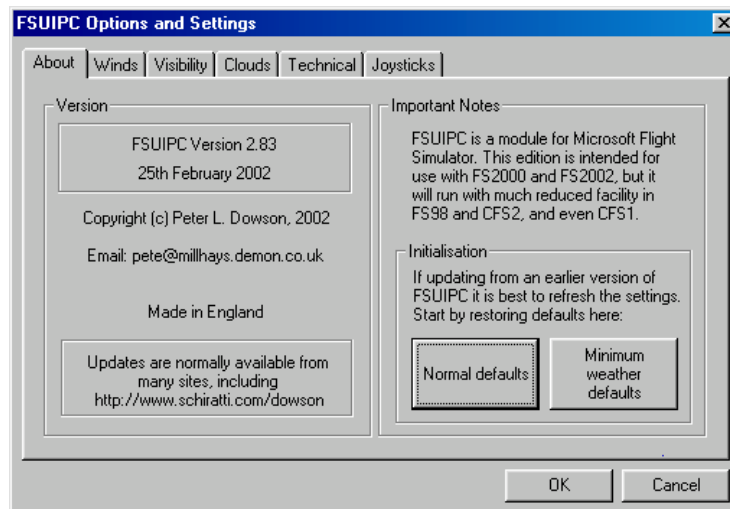 FSUIPC Options and Settings
About
Winds
Visibility
Clouds
Technical
Joysticks
Version
FSUIPC Version 2.83
25th February 2002
Copyright (c) Peter L. Dowson, 2002
Email: pete@millhays.demon.co.uk
Made in England
Updates are normally available from
many sites, including
http://www.schiratti.com/dowson
Important Notes
FSUIPC is a module for Microsoft Flight
Simulator. This edition is intended for
use with FS2000 and FS2002, but it
will run with much reduced facility in
FS98 and CFS2, and even CFS1.
Initialisation
If updating from an earlier version of
FSUIPC it is best to refresh the settings.
Start by restoring defaults here:
Normal defaults
Minimum
weather
defaults
OK
Cancel